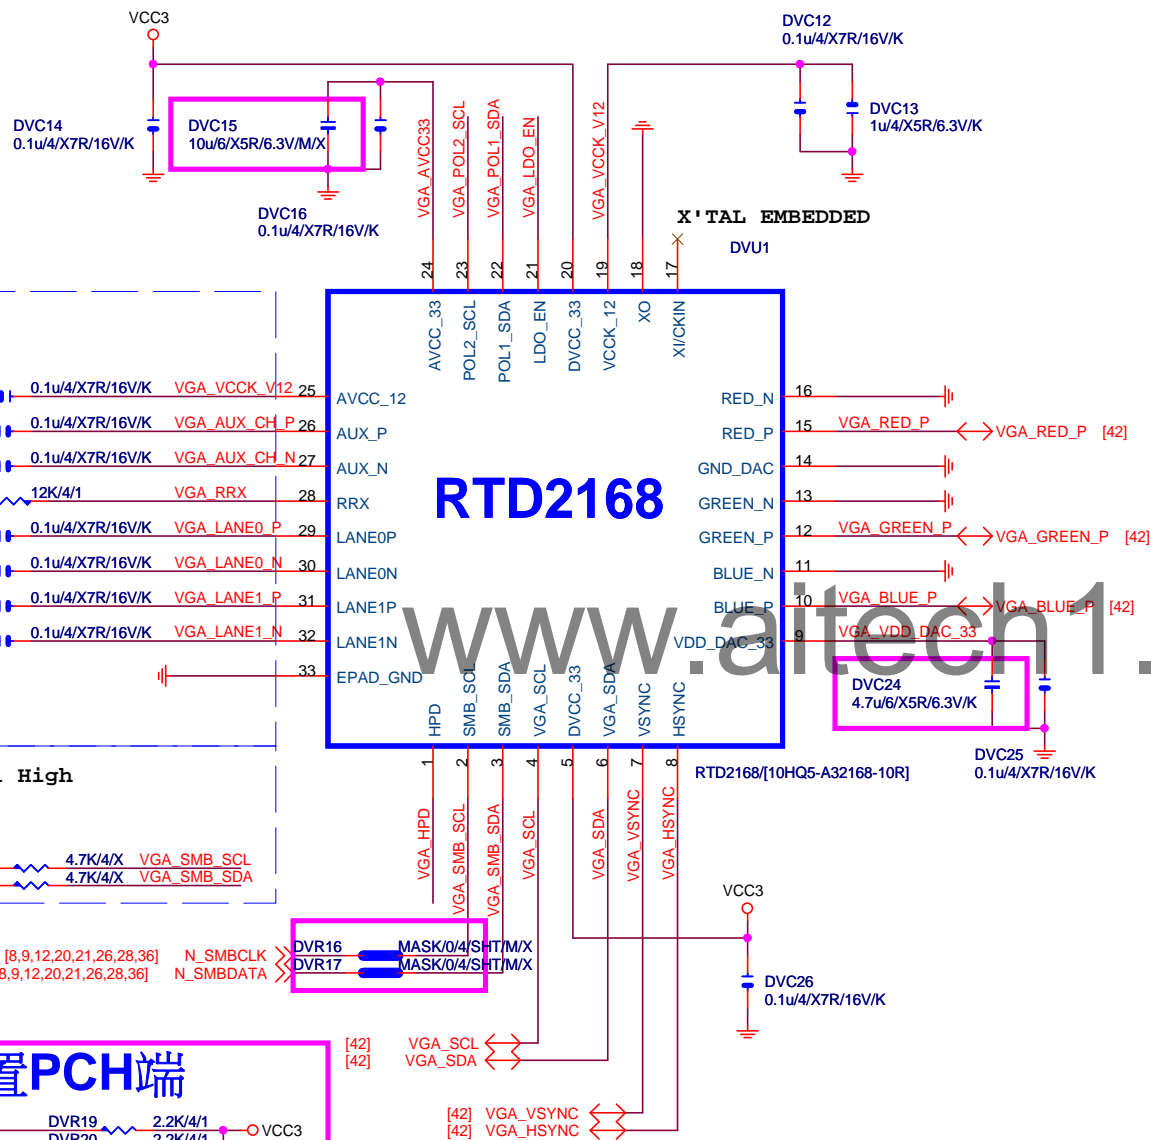 VCC3
DVC12
0.1u/4/X7R/16V/K
DVC14
0.1u/4/X7R/16V/K
DVC15
10u/6/X5R/6.3V/M/X
DVC13
1u/4/X5R/6.3V/K
DVC16
0.1u/4/X7R/16V/K
VGA_AVCC33
VGA_POL2_SCL
VGA_POL1_SDA
VGA_LDO_EN
VGA_VCCK_V12
X'TAL EMBEDDED
DVU1
24
23
22
21
20
19
18
17
AVCC_33
POL2_SCL
POL1_SDA
LDO_EN
DVCC_33
VCCK_12
XO
XI/CKIN
0.1u/4/X7R/16V/K VGA_VCCK_V12 25 AVCC_12
0.1u/4/X7R/16V/K VGA_AUX_CH_P 26 AUX_P
0.1u/4/X7R/16V/K VGA_AUX_CH_N 27 AUX_N
12K/4/1 VGA_RRX 28 RRX
0.1u/4/X7R/16V/K VGA_LANE0_P 29 LANE0P
0.1u/4/X7R/16V/K VGA_LANE0_N 30 LANE0N
0.1u/4/X7R/16V/K VGA_LANE1_P 31 LANE1P
0.1u/4/X7R/16V/K VGA_LANE1_N 32 LANE1N
33 EPAD_GND
RTD2168
RED_N 16
RED_P 15 VGA_RED_P VGA_RED_P [42]
GND_DAC 14
GREEN_N 13
GREEN_P 12 VGA_GREEN_P VGA_GREEN_P [42]
BLUE_N 11
BLUE_P 10 VGA_BLUE_P VGA_BLUE_P [42]
VDD_DAC_33 9 VGA_VDD_DAC_33
www.aitech1.
DVC24
4.7u/6/X5R/6.3V/K
DVC25
0.1u/4/X7R/16V/K
HPD
SMB_SCL
SMB_SDA
VGA_SCL
DVCC_33
VGA_SDA
VSYNC
HSYNC
1
2
3
4
5
6
7
8
RTD2168/[10HQ5-A32168-10R]
VGA_HPD
VGA_SMB_SCL
VGA_SMB_SDA
VGA_SCL
VGA_SDA
VGA_VSYNC
VGA_HSYNC
High
4.7K/4/X VGA_SMB_SCL
4.7K/4/X VGA_SMB_SDA
VCC3
DVC26
0.1u/4/X7R/16V/K
[8,9,12,20,21,26,28,36] N_SMBCLK DVR16 MASK/0/4/SHT/M/X
8,9,12,20,21,26,28,36] N_SMBDATA DVR17 MASK/0/4/SHT/M/X
[42] VGA_SCL
[42] VGA_SDA
[42] VGA_VSYNC
[42] VGA_HSYNC
置PCH端
DVR19 2.2K/4/1 VCC3
DVR20 2.2K/4/1